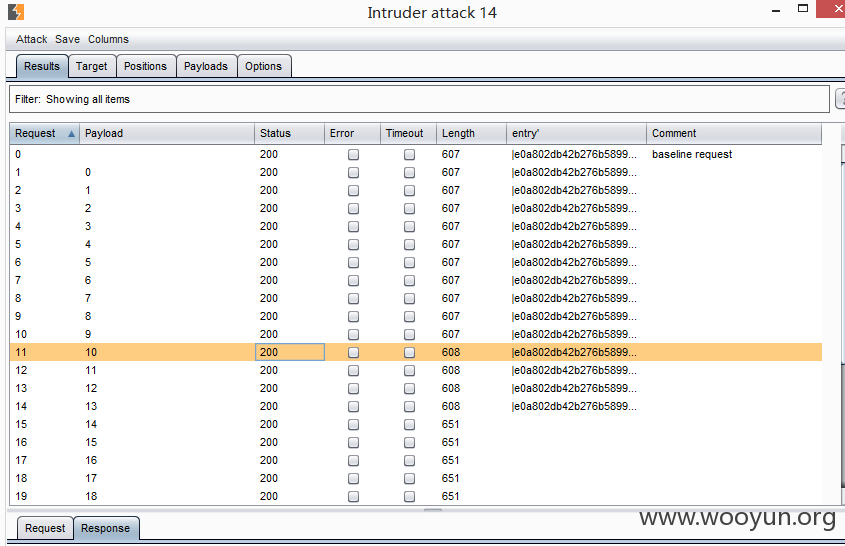 Intruder attack 14
Attack Save Columns
Results Target Positions Payloads Options
Filter: Showing all items
Request Payload Status Error Timeout Length entry' Comment
0 200 607 |e0a802db42b276b5899... baseline request
1 0 200 607 |e0a802db42b276b5899...
2 1 200 607 |e0a802db42b276b5899...
3 2 200 607 |e0a802db42b276b5899...
4 3 200 607 |e0a802db42b276b5899...
5 4 200 607 |e0a802db42b276b5899...
6 5 200 607 |e0a802db42b276b5899...
7 6 200 607 |e0a802db42b276b5899...
8 7 200 607 |e0a802db42b276b5899...
9 8 200 607 |e0a802db42b276b5899...
10 9 200 607 |e0a802db42b276b5899...
11 10 200 608 |e0a802db42b276b5899...
12 11 200 608 |e0a802db42b276b5899...
13 12 200 608 |e0a802db42b276b5899...
14 13 200 608 |e0a802db42b276b5899...
15 14 200 651
16 15 200 651
17 16 200 651
18 17 200 651
19 18 200 651
Request Response
www.wooyun.org